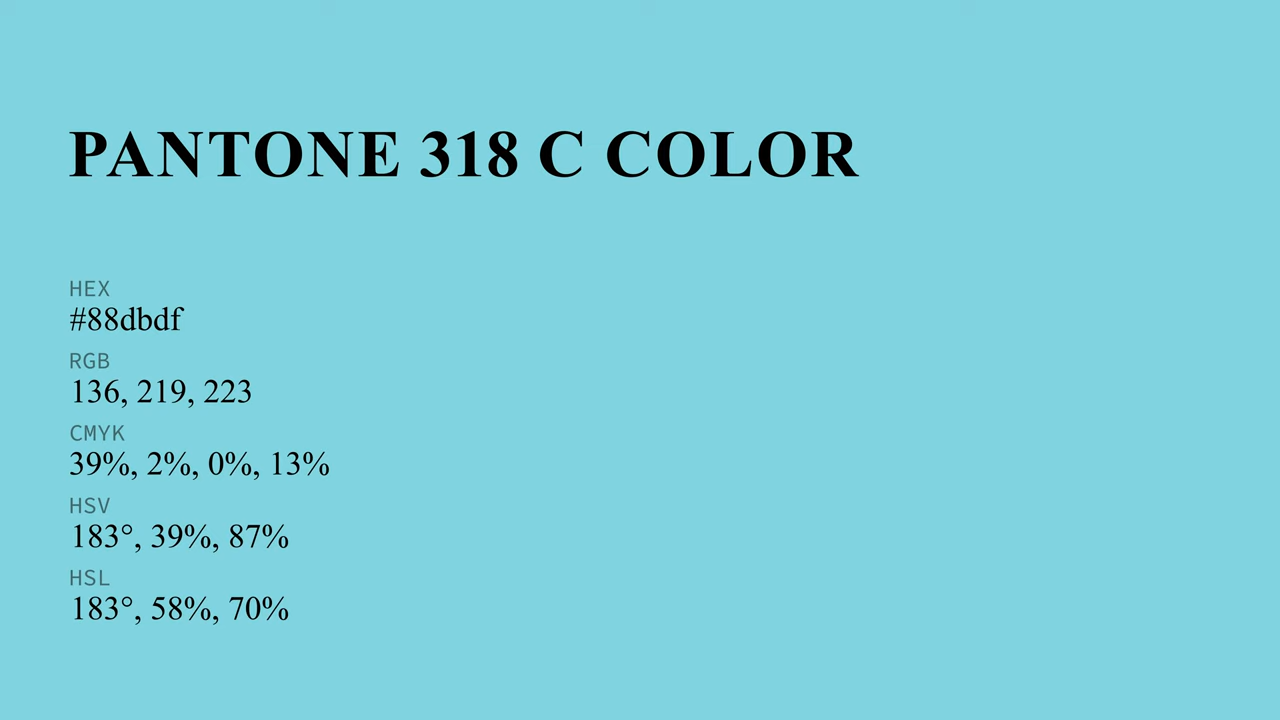 PANTONE 318 C COLOR
HEX
#88dbdf
RGB
136, 219, 223
CMYK
39%, 2%, 0%, 13%
HSV
183°, 39%, 87%
HSL
183°, 58%, 70%